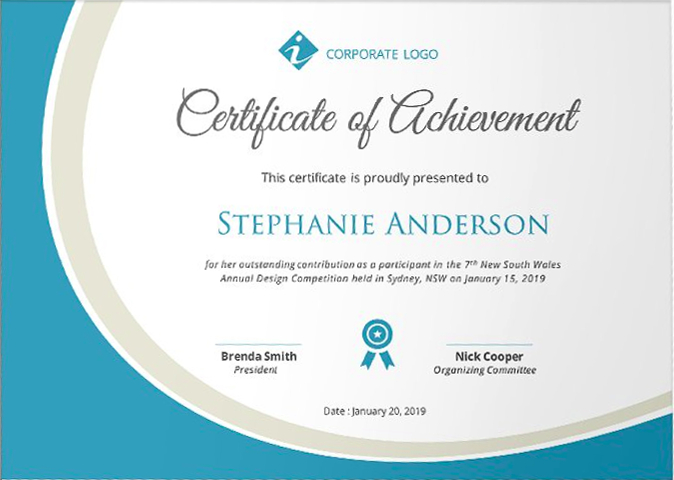 CORPORATE LOGO
Certificate of Achievement
This certificate is proudly presented to
STEPHANIE ANDERSON
for her outstanding contribution as a participant in the 7th New South Wales
Annual Design Competition held in Sydney, NSW on January 15, 2019
Brenda Smith
President
Nick Cooper
Organizing Committee
Date : January 20, 2019